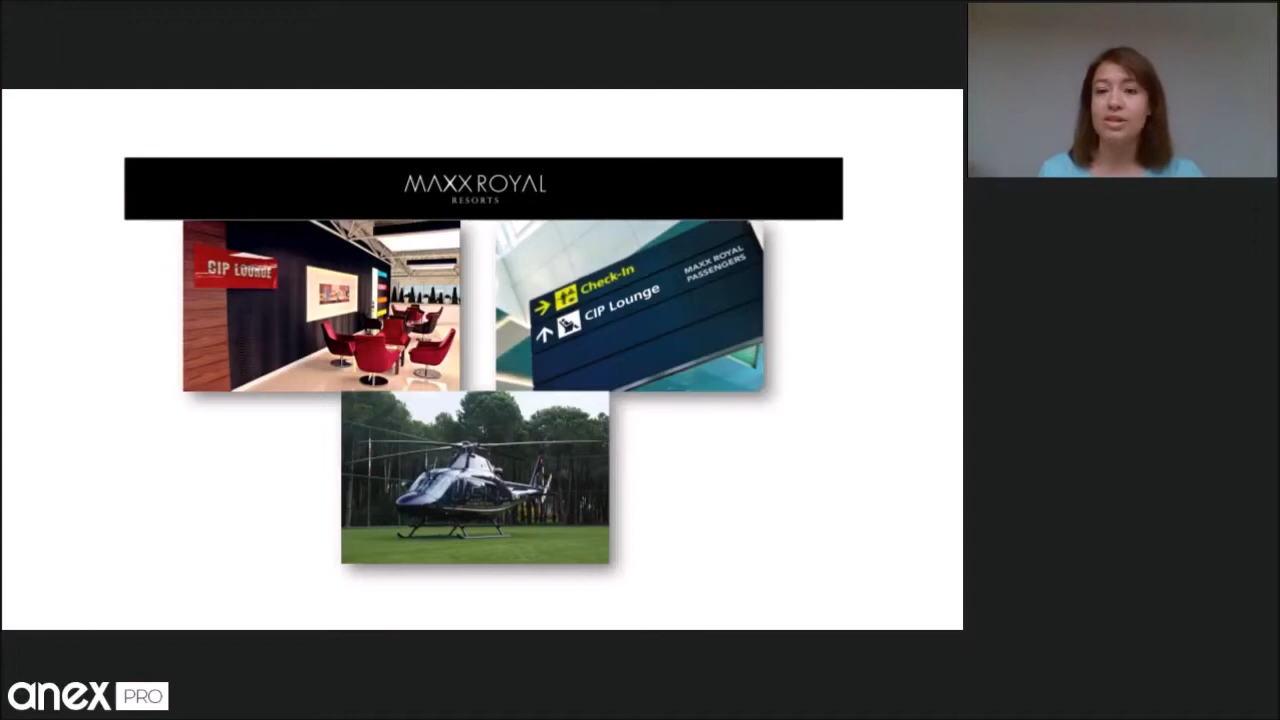 MAXX ROYAL
RESORTS
CIP LOUNGE
Check-In
CIP Lounge
MAXX ROYAL
PASSENGERS
anex PRO